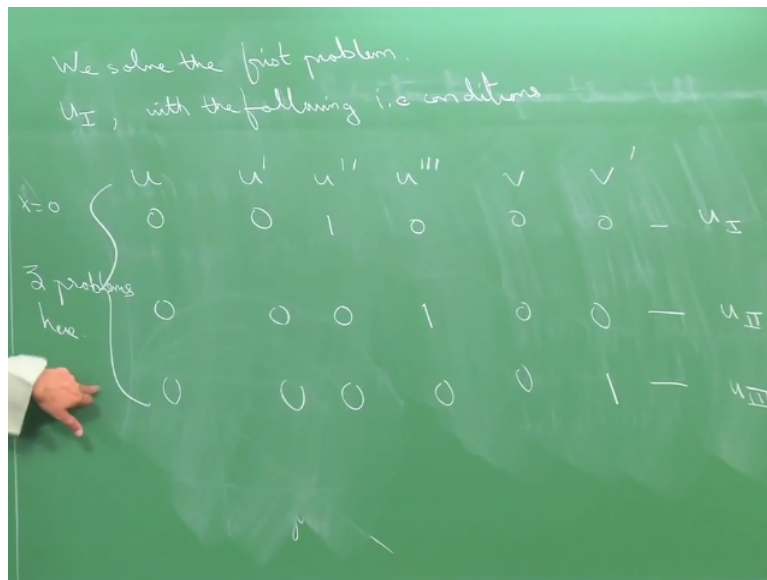 We solve the first problem.
u_I, with the following i.e conditions
u u' u'' u''' v v'
x=0 0 0 1 0 0 0 — u_I
3 problems
here. 0 0 0 1 0 0 — u_II
0 0 0 0 0 1 — u_III